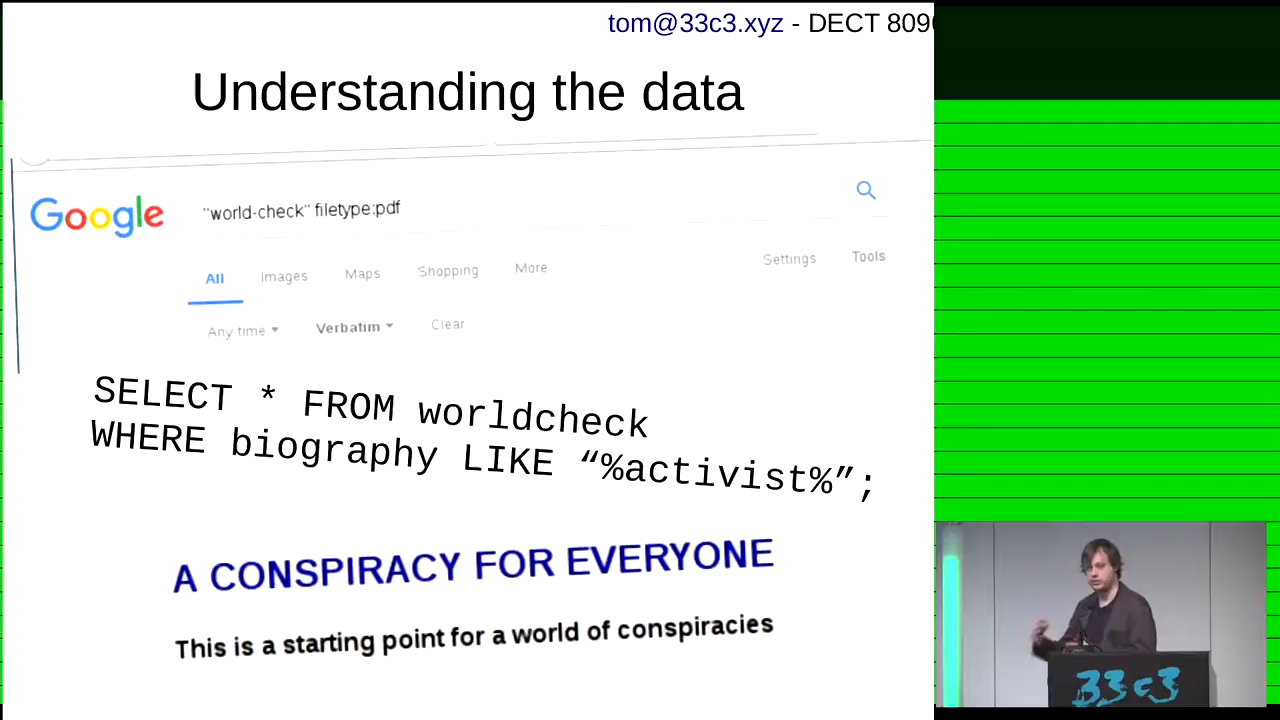 tom@33c3.xyz - DECT 809
Understanding the data
Google
"world-check" filetype:pdf
All Images Maps Shopping More Settings Tools
Any time Verbatim Clear
SELECT * FROM worldcheck
WHERE biography LIKE “%activist%”;
A CONSPIRACY FOR EVERYONE
This is a starting point for a world of conspiracies
33c3